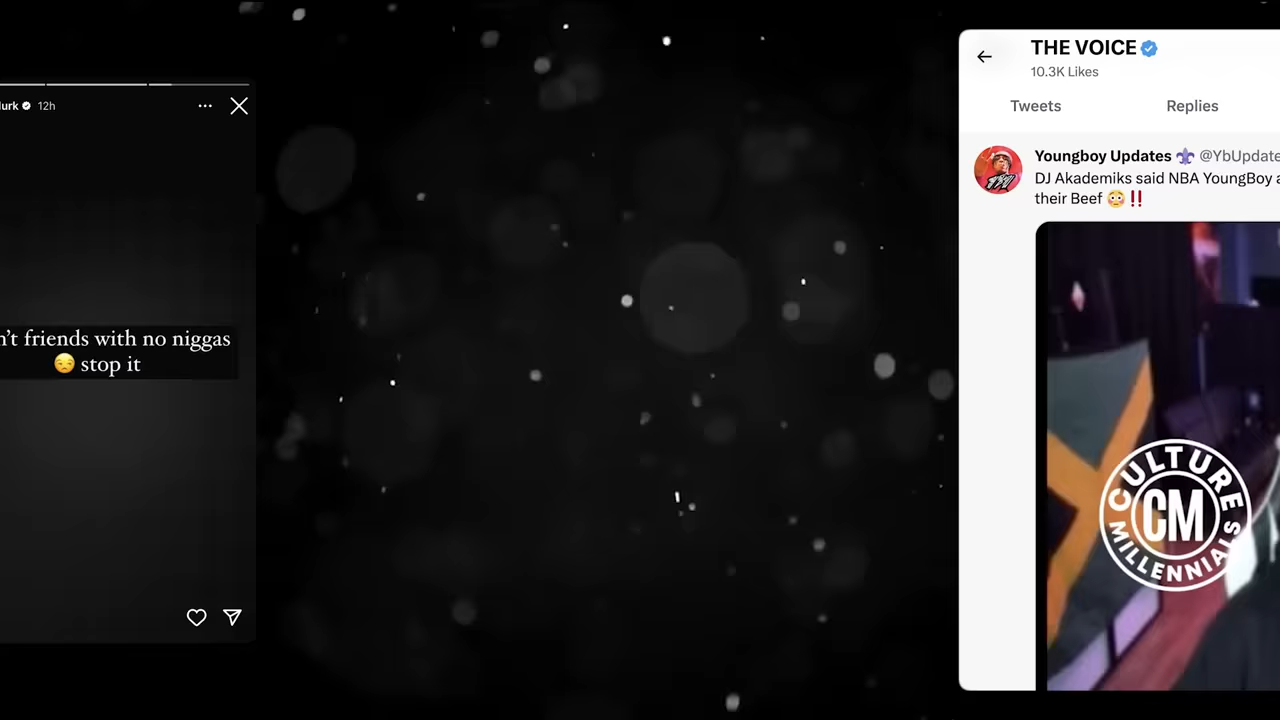 lurk 12h
n't friends with no niggas
😒 stop it
THE VOICE
10.3K Likes
Tweets Replies
Youngboy Updates ⚜️ @YbUpdate
DJ Akademiks said NBA YoungBoy a
their Beef 😳‼️
CULTURE
CM
MILLENNIALS